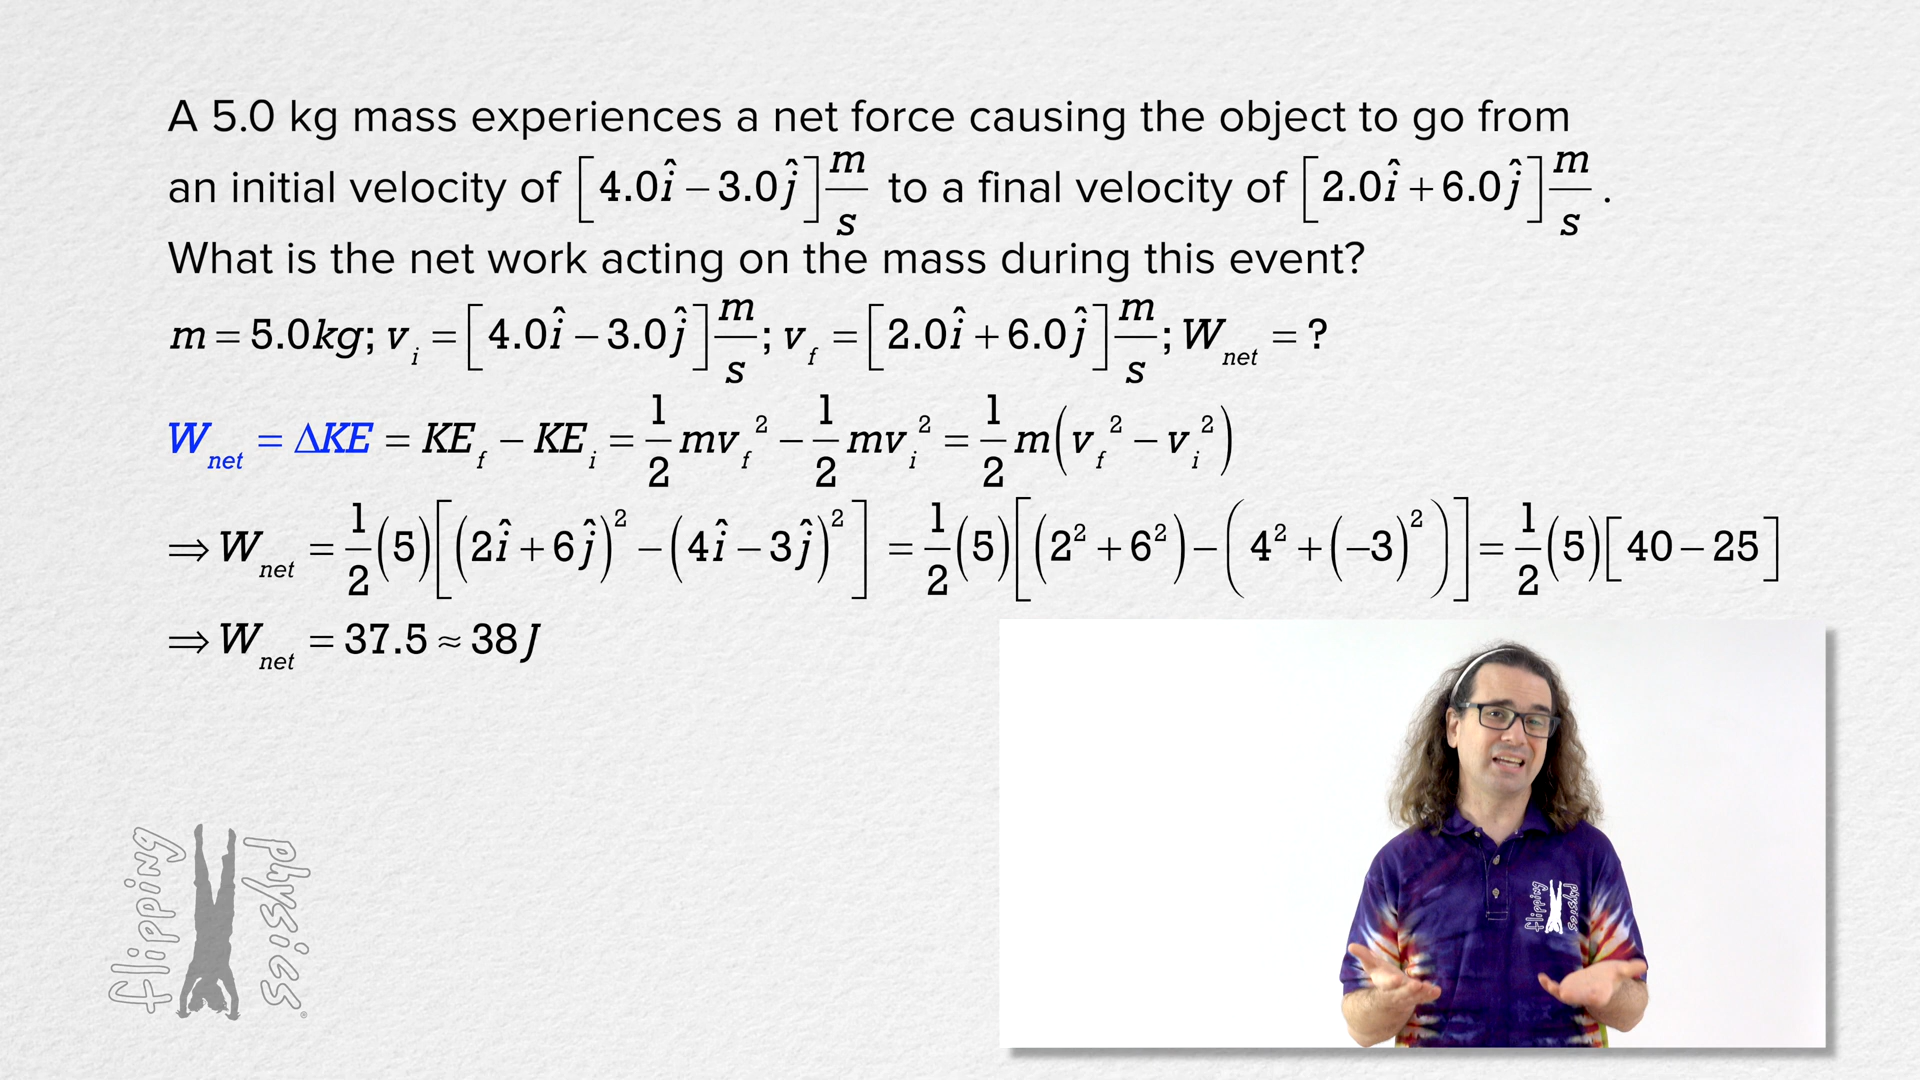 A 5.0 kg mass experiences a net force causing the object to go from
an initial velocity of [4.0î − 3.0ĵ] m/s to a final velocity of [2.0î + 6.0ĵ] m/s .
What is the net work acting on the mass during this event?
m = 5.0kg; v_i = [4.0î − 3.0ĵ] m/s; v_f = [2.0î + 6.0ĵ] m/s; W_net = ?
W_net = ΔKE = KE_f − KE_i = 1/2 mv_f² − 1/2 mv_i² = 1/2 m(v_f² − v_i²)
⇒ W_net = 1/2 (5)[(2î + 6ĵ)² − (4î − 3ĵ)²] = 1/2 (5)[(2² + 6²) − (4² + (−3)²)] = 1/2 (5)[40 − 25]
⇒ W_net = 37.5 ≈ 38J
flipping
physics
flipping
physics